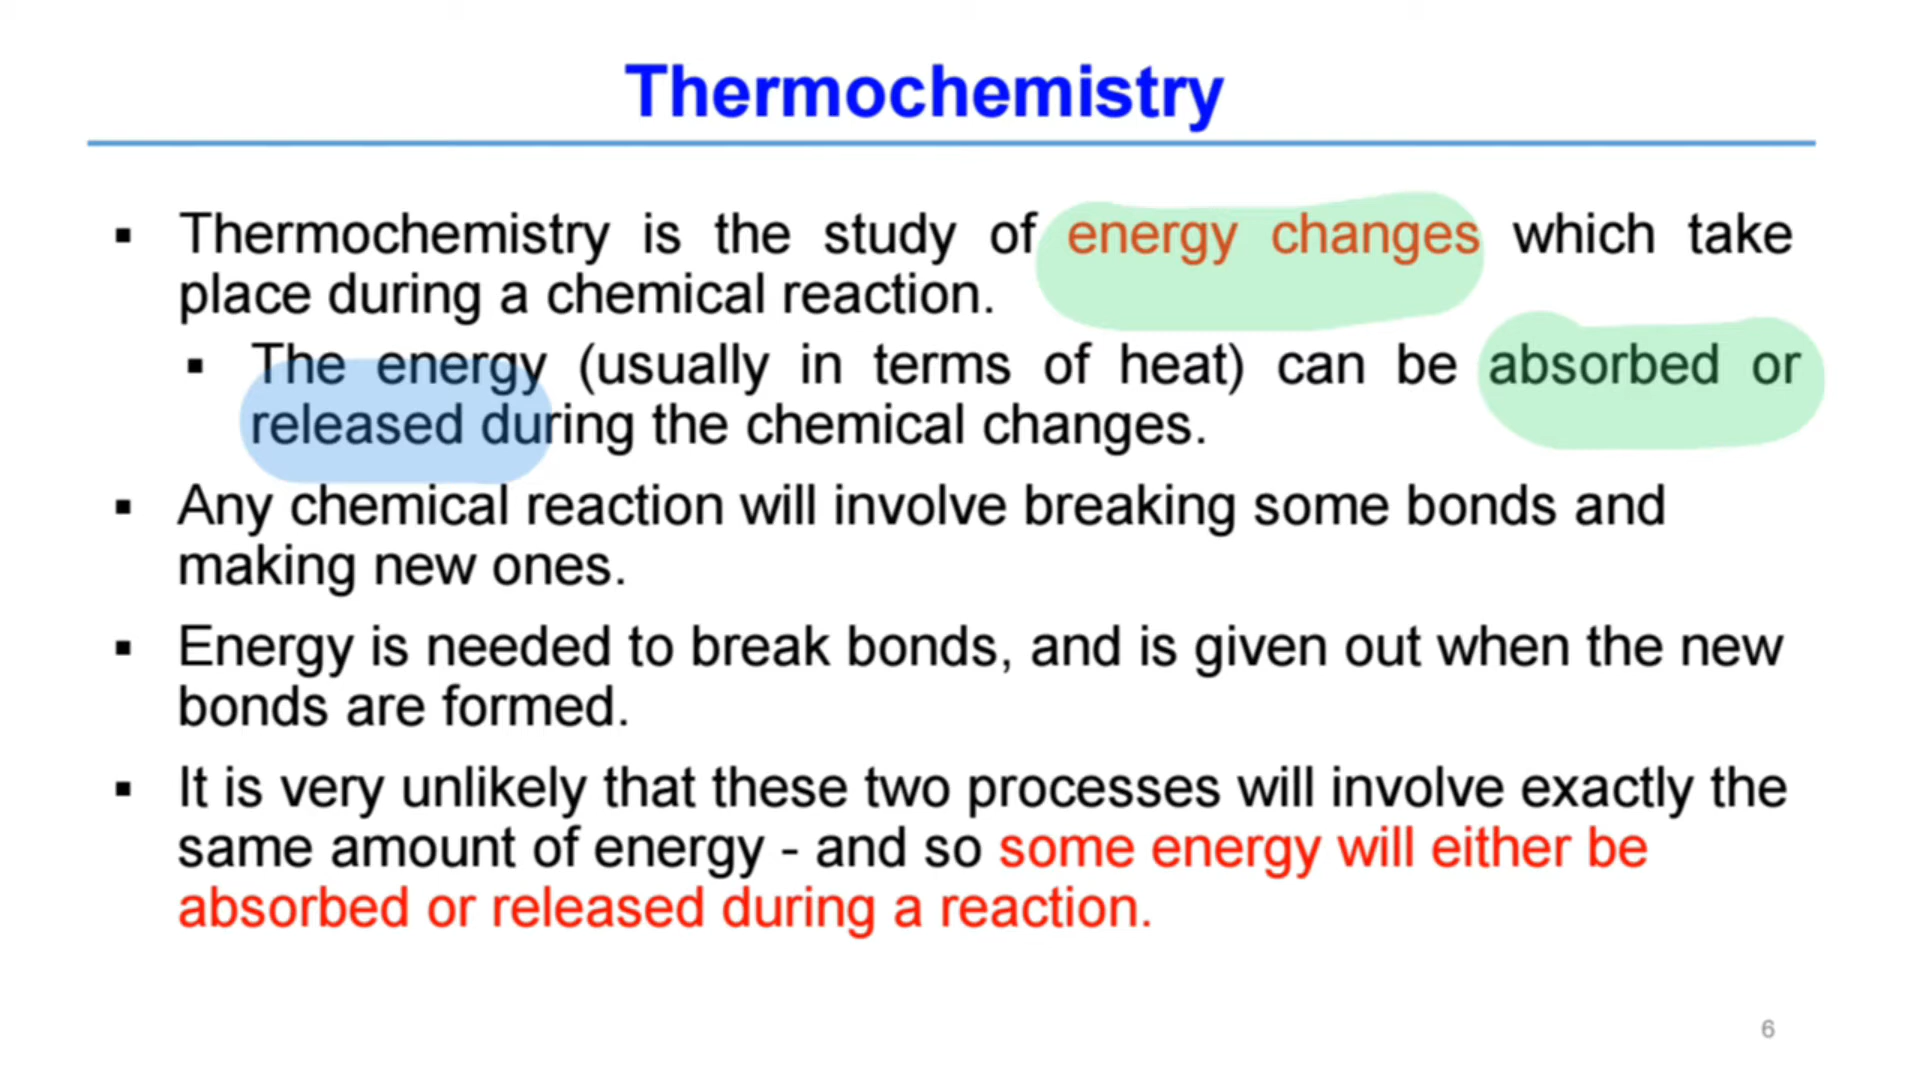 Thermochemistry
▪ Thermochemistry is the study of energy changes which take
place during a chemical reaction.
▪ The energy (usually in terms of heat) can be absorbed or
released during the chemical changes.
▪ Any chemical reaction will involve breaking some bonds and
making new ones.
▪ Energy is needed to break bonds, and is given out when the new
bonds are formed.
▪ It is very unlikely that these two processes will involve exactly the
same amount of energy - and so some energy will either be
absorbed or released during a reaction.
6